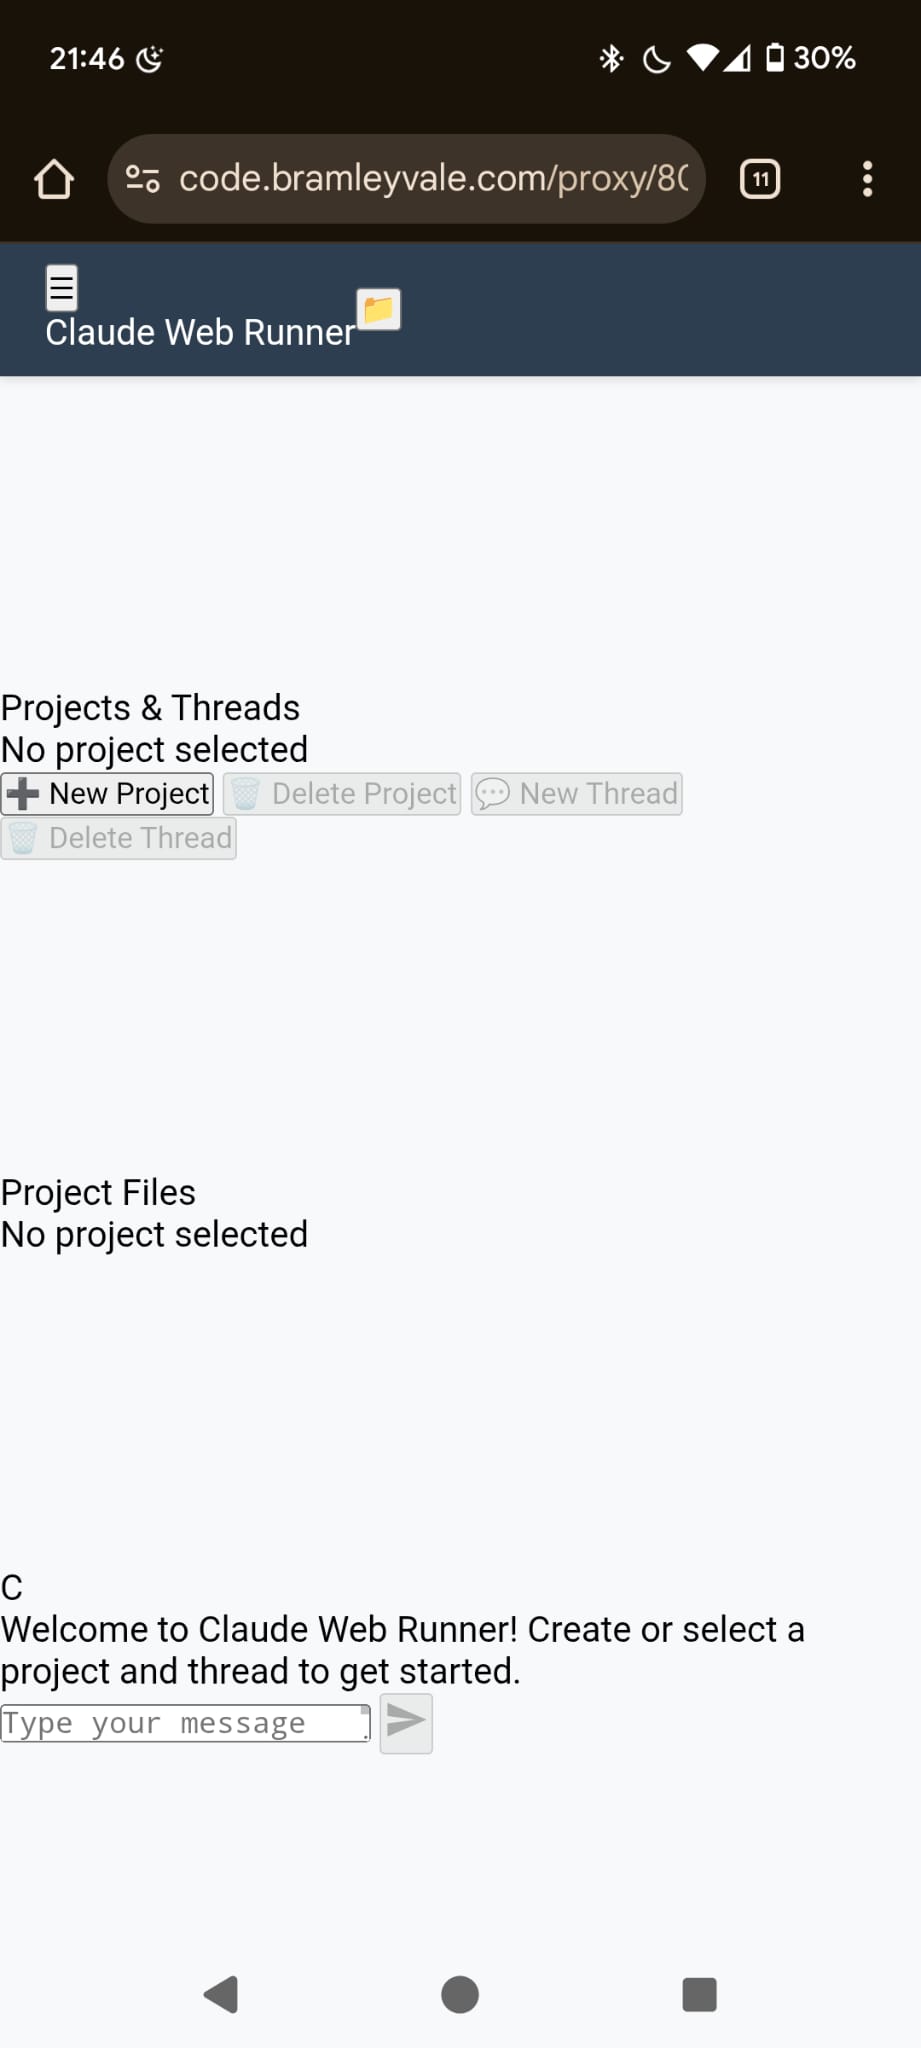 21:46
30%
code.bramleyvale.com/proxy/80
11
Claude Web Runner
Projects & Threads
No project selected
New Project Delete Project New Thread
Delete Thread
Project Files
No project selected
C
Welcome to Claude Web Runner! Create or select a
project and thread to get started.
Type your message